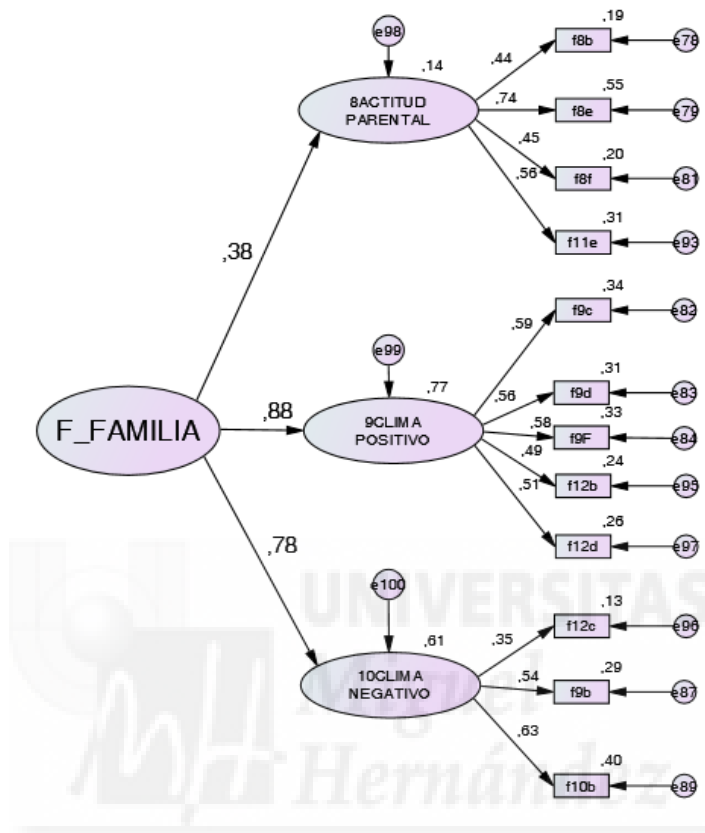 e98
,14
8ACTITUD
PARENTAL
,44
,19
f8b
e78
,74
,55
f8e
e79
,45
,20
f8f
e81
,56
,31
f11e
e93
,38
e99
,77
9CLIMA
POSITIVO
,59
,34
f9c
e82
,56
,31
f9d
e83
,58
,33
f9F
e84
,49
,24
f12b
e95
,51
,26
f12d
e97
F_FAMILIA
,88
,78
e100
,61
10CLIMA
NEGATIVO
,35
,13
f12c
e96
,54
,29
f9b
e87
,63
,40
f10b
e89
UNIVERSITAS
Miguel
Hernández